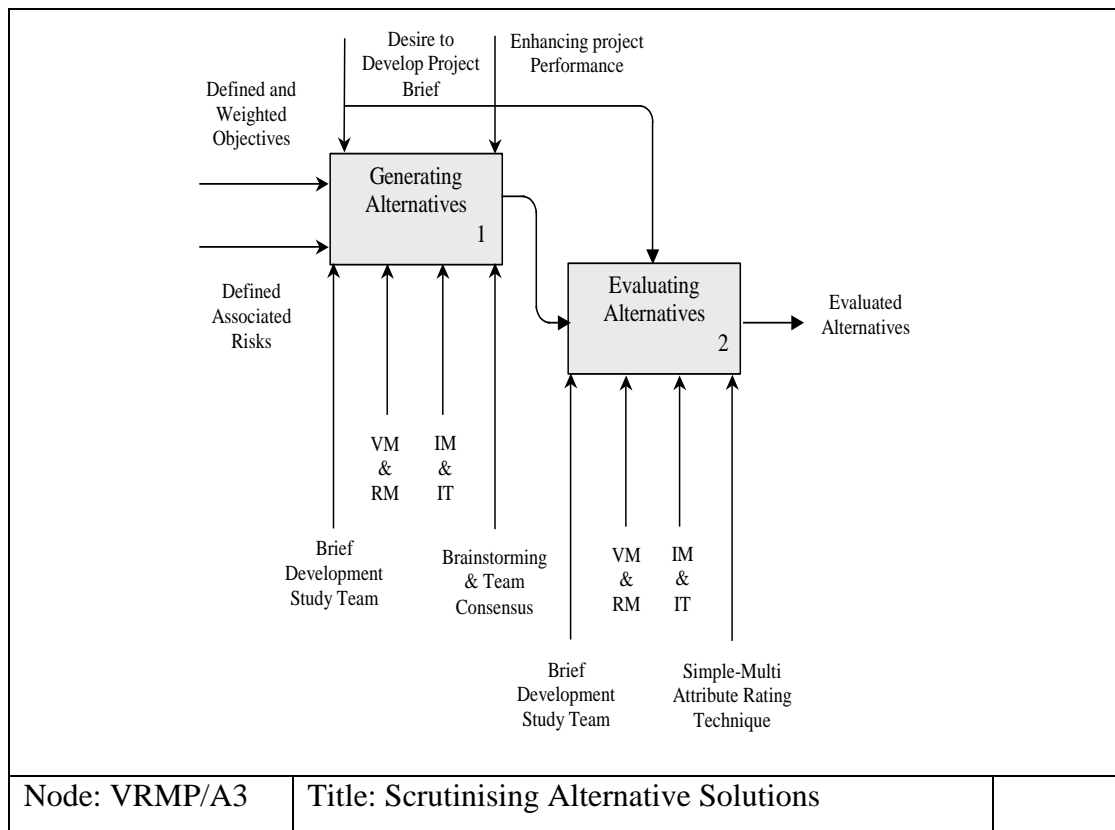 Desire to
Develop Project
Brief
Enhancing project
Performance
Defined and
Weighted
Objectives
Generating
Alternatives
1
Defined
Associated
Risks
Evaluating
Alternatives
2
Evaluated
Alternatives
VM
&
RM
IM
&
IT
Brief
Development
Study Team
Brainstorming
& Team
Consensus
VM
&
RM
IM
&
IT
Brief
Development
Study Team
Simple-Multi
Attribute Rating
Technique
Node: VRMP/A3
Title: Scrutinising Alternative Solutions